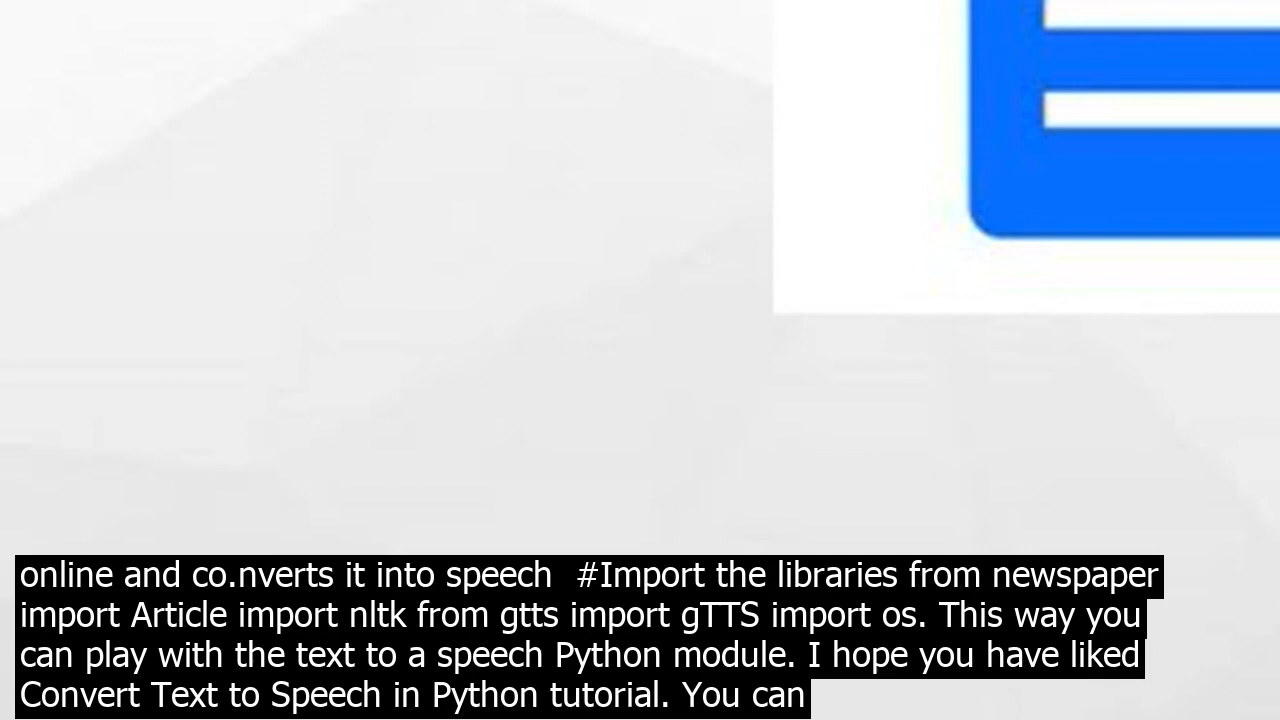 online and co.nverts it into speech  #Import the libraries from newspaper
import Article import nltk from gtts import gTTS import os. This way you
can play with the text to a speech Python module. I hope you have liked
Convert Text to Speech in Python tutorial. You can